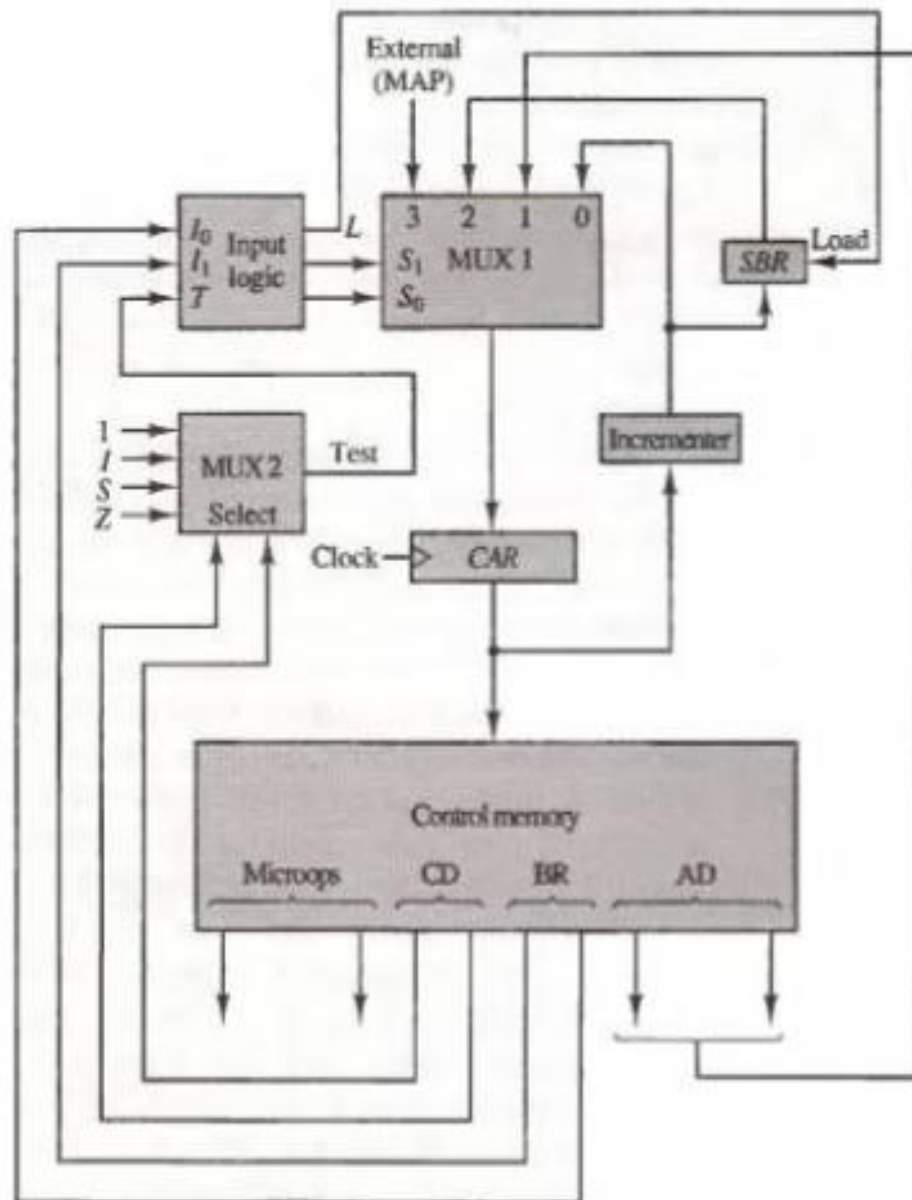 External
(MAP)
I₀ Input
I₁ logic
T
L
3 2 1 0
S₁ MUX 1
S₀
SBR
Load
1
I
S
Z
MUX 2
Select
Test
Incrementer
Clock
CAR
Control memory
Microops CD BR AD